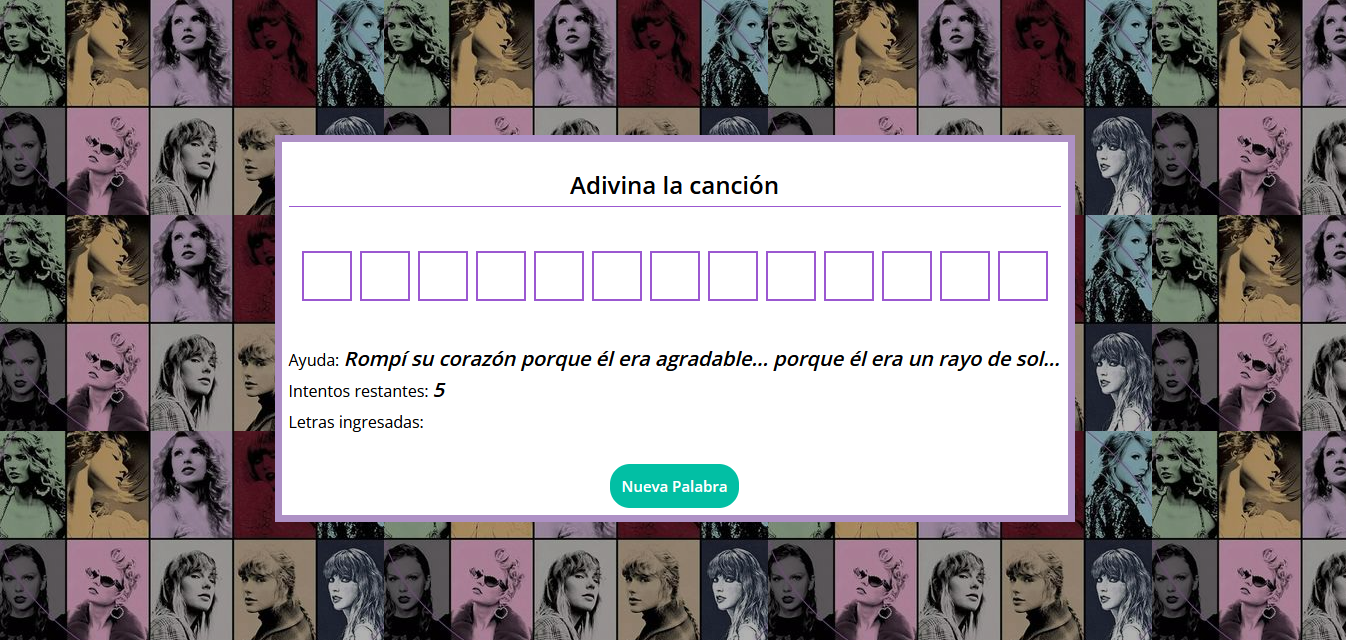 Adivina la canción
Ayuda: Rompí su corazón porque él era agradable... porque él era un rayo de sol...
Intentos restantes: 5
Letras ingresadas:
Nueva Palabra